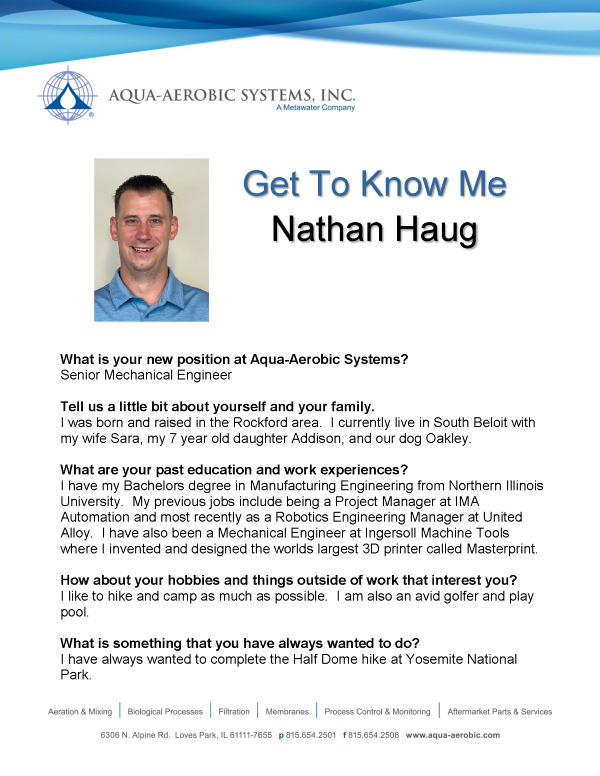 AQUA-AEROBIC SYSTEMS, INC.
A Metawater Company
®
Get To Know Me
Nathan Haug
What is your new position at Aqua-Aerobic Systems?
Senior Mechanical Engineer
Tell us a little bit about yourself and your family.
I was born and raised in the Rockford area.  I currently live in South Beloit with
my wife Sara, my 7 year old daughter Addison, and our dog Oakley.
What are your past education and work experiences?
I have my Bachelors degree in Manufacturing Engineering from Northern Illinois
University.  My previous jobs include being a Project Manager at IMA
Automation and most recently as a Robotics Engineering Manager at United
Alloy.  I have also been a Mechanical Engineer at Ingersoll Machine Tools
where I invented and designed the worlds largest 3D printer called Masterprint.
How about your hobbies and things outside of work that interest you?
I like to hike and camp as much as possible.  I am also an avid golfer and play
pool.
What is something that you have always wanted to do?
I have always wanted to complete the Half Dome hike at Yosemite National
Park.
Aeration & Mixing | Biological Processes | Filtration | Membranes | Process Control & Monitoring | Aftermarket Parts & Services
6306 N. Alpine Rd.  Loves Park, IL 61111-7655  p 815.654.2501  f 815.654.2508  www.aqua-aerobic.com